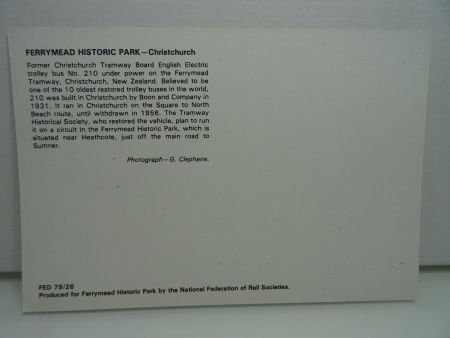 FERRYMEAD HISTORIC PARK—Christchurch
Former Christchurch Tramway Board English Electric
trolley bus No. 210 under power on the Ferrymead
Tramway, Christchurch, New Zealand. Believed to be
one of the 10 oldest restored trolley buses in the world,
210 was built in Christchurch by Boon and Company in
1931. It ran in Christchurch on the Square to North
Beach route, until withdrawn in 1956. The Tramway
Historical Society, who restored the vehicle, plan to run
it on a circuit in the Ferrymead Historic Park, which is
situated near Heathcote, just off the main road to
Sumner.
Photograph—G. Clephane.
FED 79/26
Produced for Ferrymead Historic Park by the National Federation of Rail Societies.